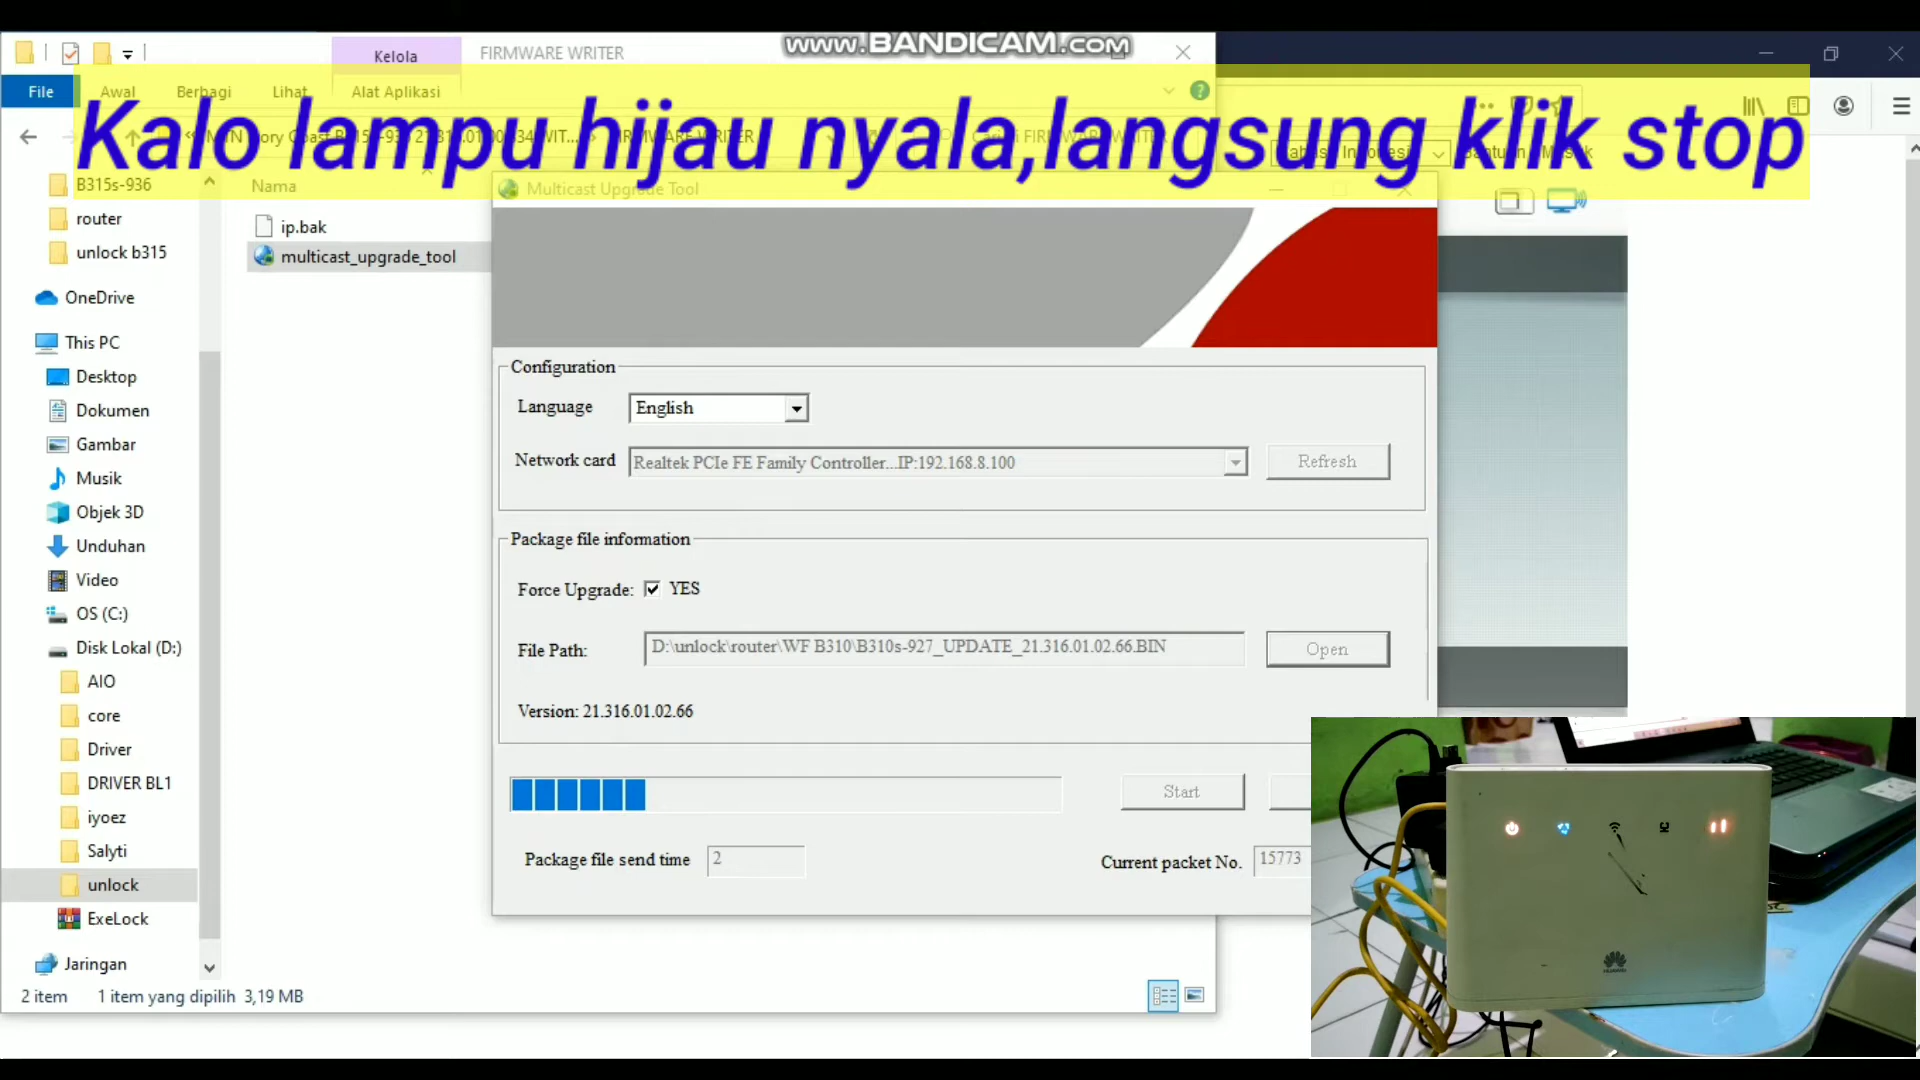 www.BANDICAM.com
Kelola
FIRMWARE WRITER
File
Awal
Berbagi
Lihat
Alat Aplikasi
Kalo lampu hijau nyala,langsung klik stop
Nama
Multicast Upgrade Tool
B315s-936
router
unlock b315
OneDrive
This PC
Desktop
Dokumen
Gambar
Musik
Objek 3D
Unduhan
Video
OS (C:)
Disk Lokal (D:)
AIO
core
Driver
DRIVER BL1
iyoez
Salyti
unlock
ExeLock
Jaringan
ip.bak
multicast_upgrade_tool
Configuration
Language
English
Network card
Realtek PCIe FE Family Controller...IP:192.168.8.100
Refresh
Package file information
Force Upgrade:
YES
File Path:
D:\unlock\router\WF B310\B310s-927_UPDATE_21.316.01.02.66.BIN
Open
Version: 21.316.01.02.66
Start
Package file send time
2
Current packet No.
15773
2 item
1 item yang dipilih 3,19 MB
HUAWEI